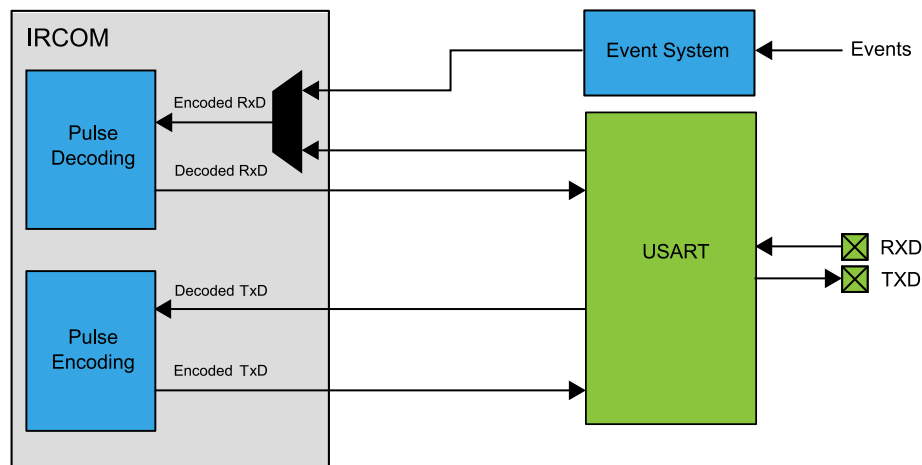 IRCOM
Event System
Events
Encoded RxD
Pulse
Decoding
Decoded RxD
USART
RXD
TXD
Decoded TxD
Pulse
Encoding
Encoded TxD